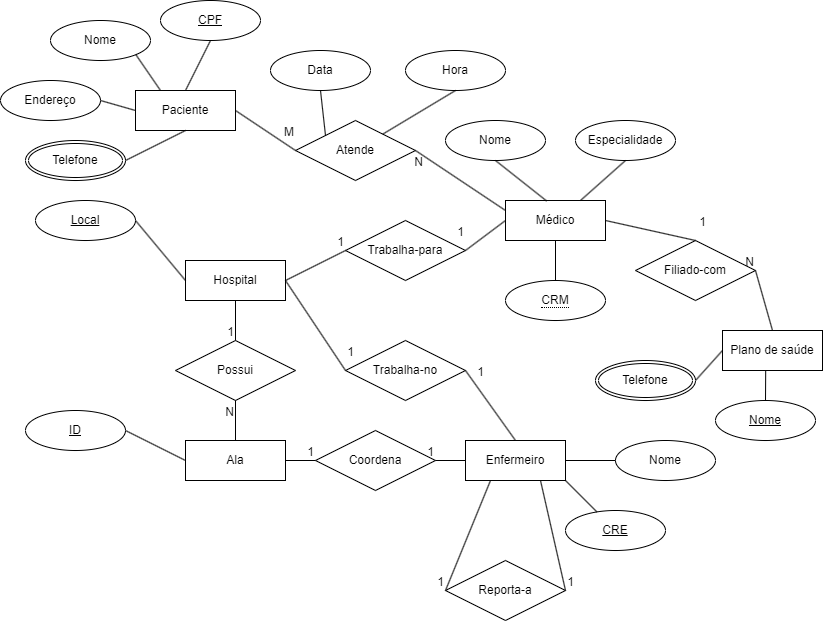 CPF
Nome
Data
Hora
Endereço
Paciente
M
Atende
Nome
Especialidade
Telefone
N
Local
Médico
1
1
1
Trabalha-para
N
Filiado-com
Hospital
CRM
1
1
Plano de saúde
Possui
Trabalha-no
1
Telefone
N
Nome
ID
1
1
Ala
Coordena
Enfermeiro
Nome
CRE
1
Reporta-a
1